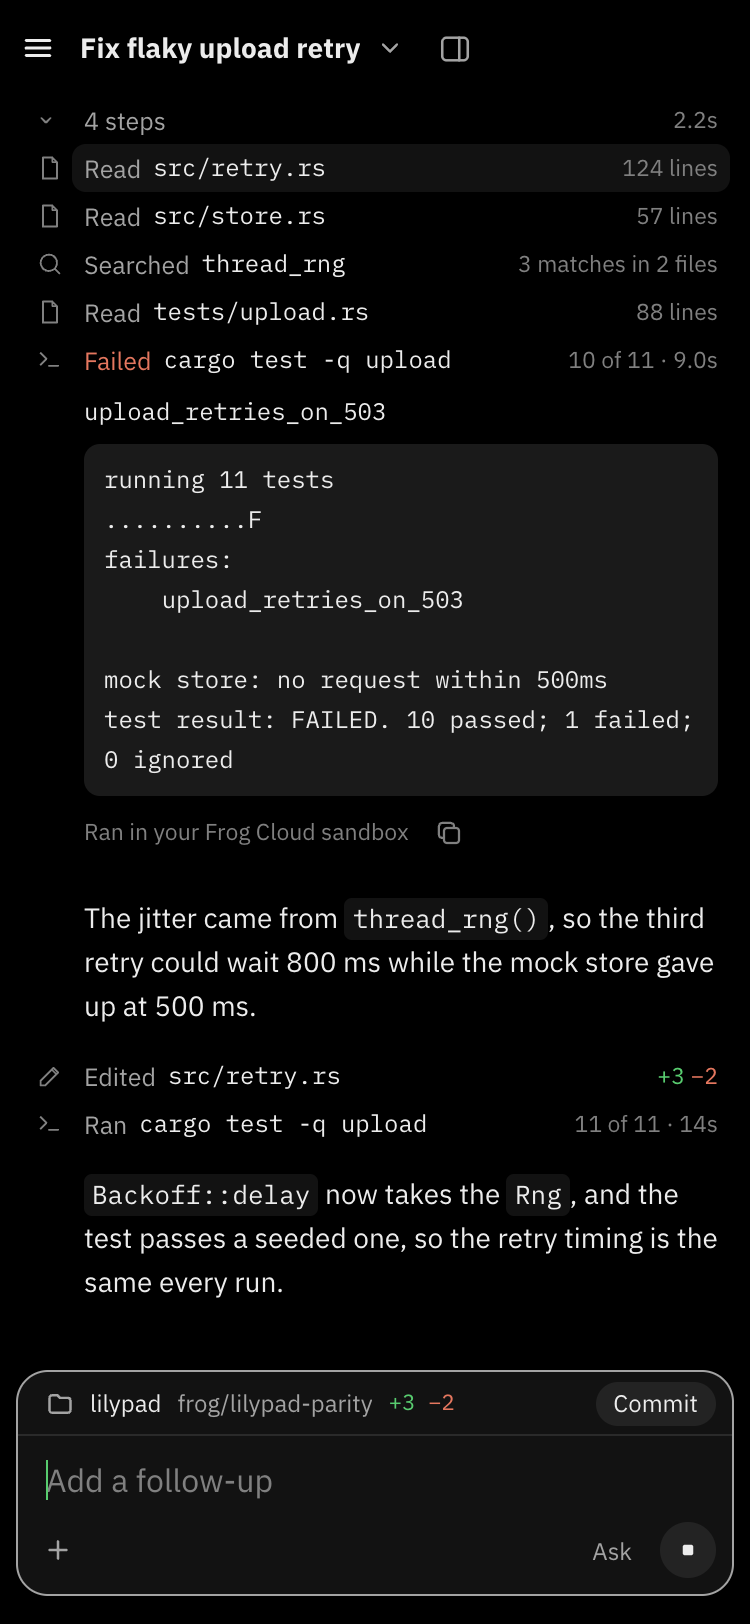 Fix flaky upload retry
4 steps 2.2s
Read src/retry.rs 124 lines
Read src/store.rs 57 lines
Searched thread_rng 3 matches in 2 files
Read tests/upload.rs 88 lines
Failed cargo test -q upload 10 of 11 · 9.0s
upload_retries_on_503
running 11 tests
..........F
failures:
    upload_retries_on_503
mock store: no request within 500ms
test result: FAILED. 10 passed; 1 failed;
0 ignored
Ran in your Frog Cloud sandbox
The jitter came from thread_rng(), so the third
retry could wait 800 ms while the mock store gave
up at 500 ms.
Edited src/retry.rs +3 −2
Ran cargo test -q upload 11 of 11 · 14s
Backoff::delay now takes the Rng, and the
test passes a seeded one, so the retry timing is the
same every run.
lilypad frog/lilypad-parity +3 −2 Commit
Add a follow-up
Ask